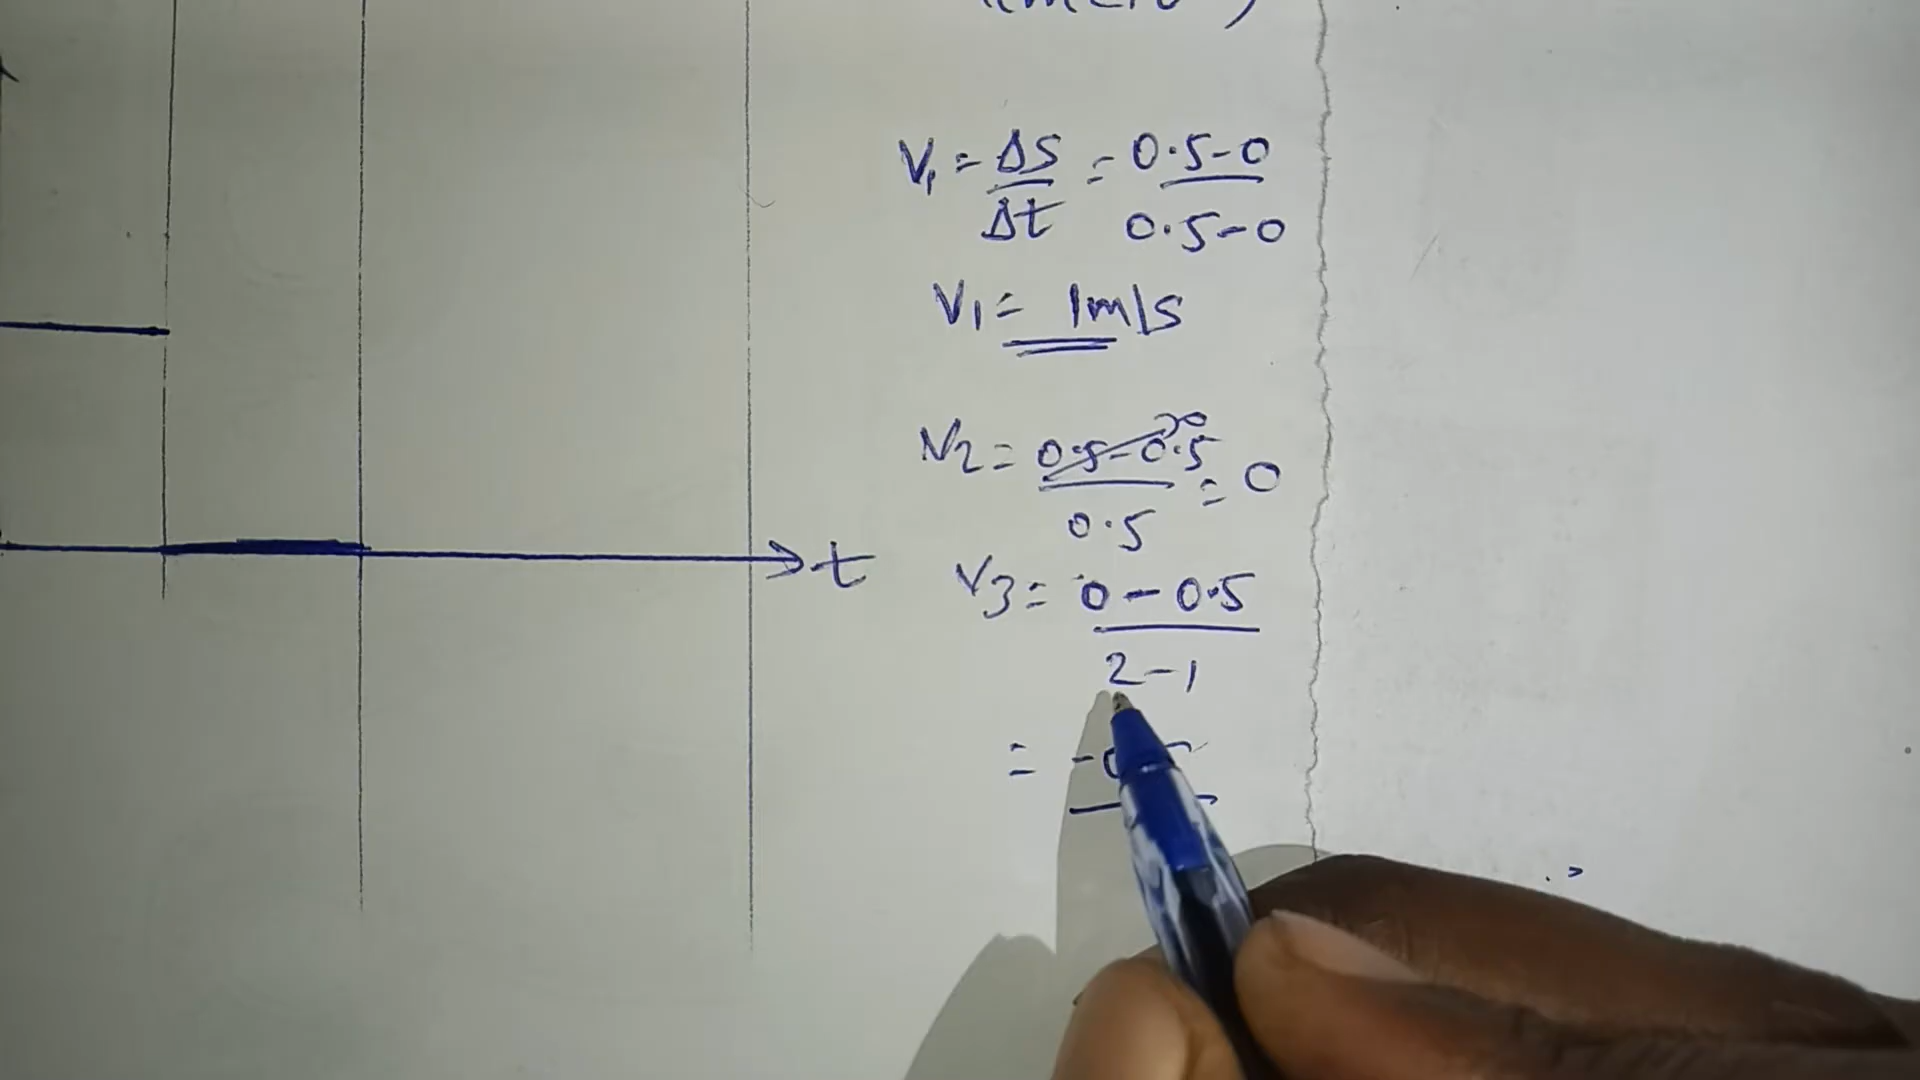 V₁ = ΔS/Δt = 0.5-0/0.5-0
V₁ = 1m/s
V2 = 0.5-0.5/0.5 = 0
t
V3 = 0-0.5/2-1
=